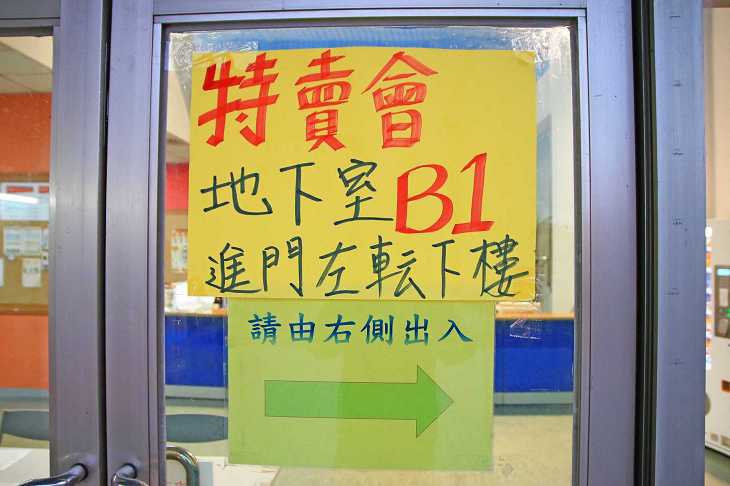 特賣會
地下室B1
進門左転下樓
請由右側出入